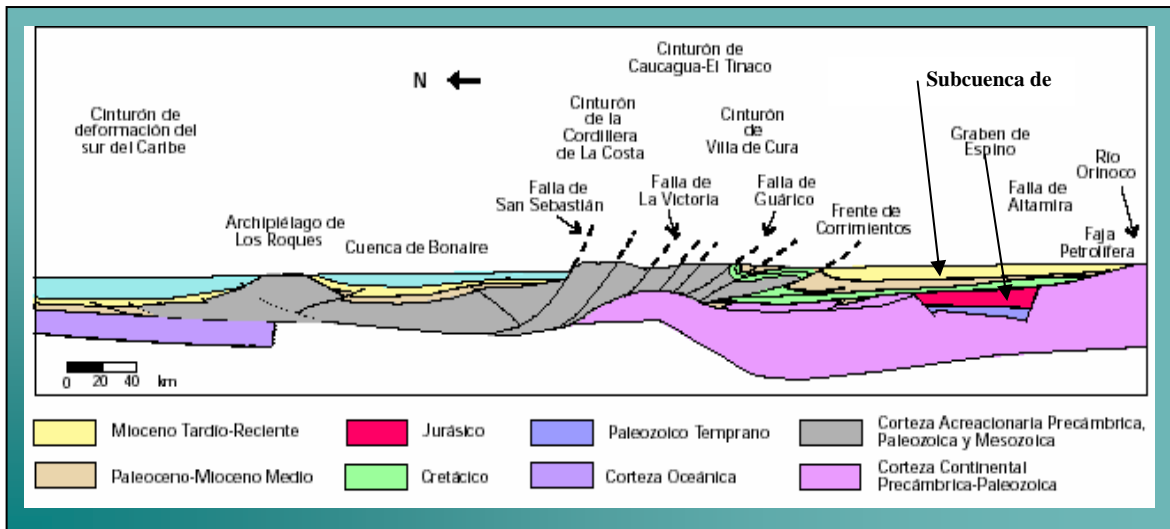 Cinturón de
Caucagua-El Tinaco
N
Subcuenca de
Cinturón de
deformación del
sur del Caribe
Cinturón
de la
Cordillera
de La Costa
Cinturón
de
Villa de Cura
Graben de
Espino
Río
Orinoco
Falla de
San Sebastián
Falla de
La Victoria
Falla de
Guárico
Falla de
Altamira
Archipiélago de
Los Roques
Cuenca de Bonaire
Frente de
Corrimientos
Faja
Petrolífera
0 20 40 km
Mioceno Tardío-Reciente
Jurásico
Paleozoico Temprano
Corteza Acreacionaria Precámbrica,
Paleozoica y Mesozoica
Paleoceno-Mioceno Medio
Cretácico
Corteza Oceánica
Corteza Continental
Precámbrica-Paleozoica